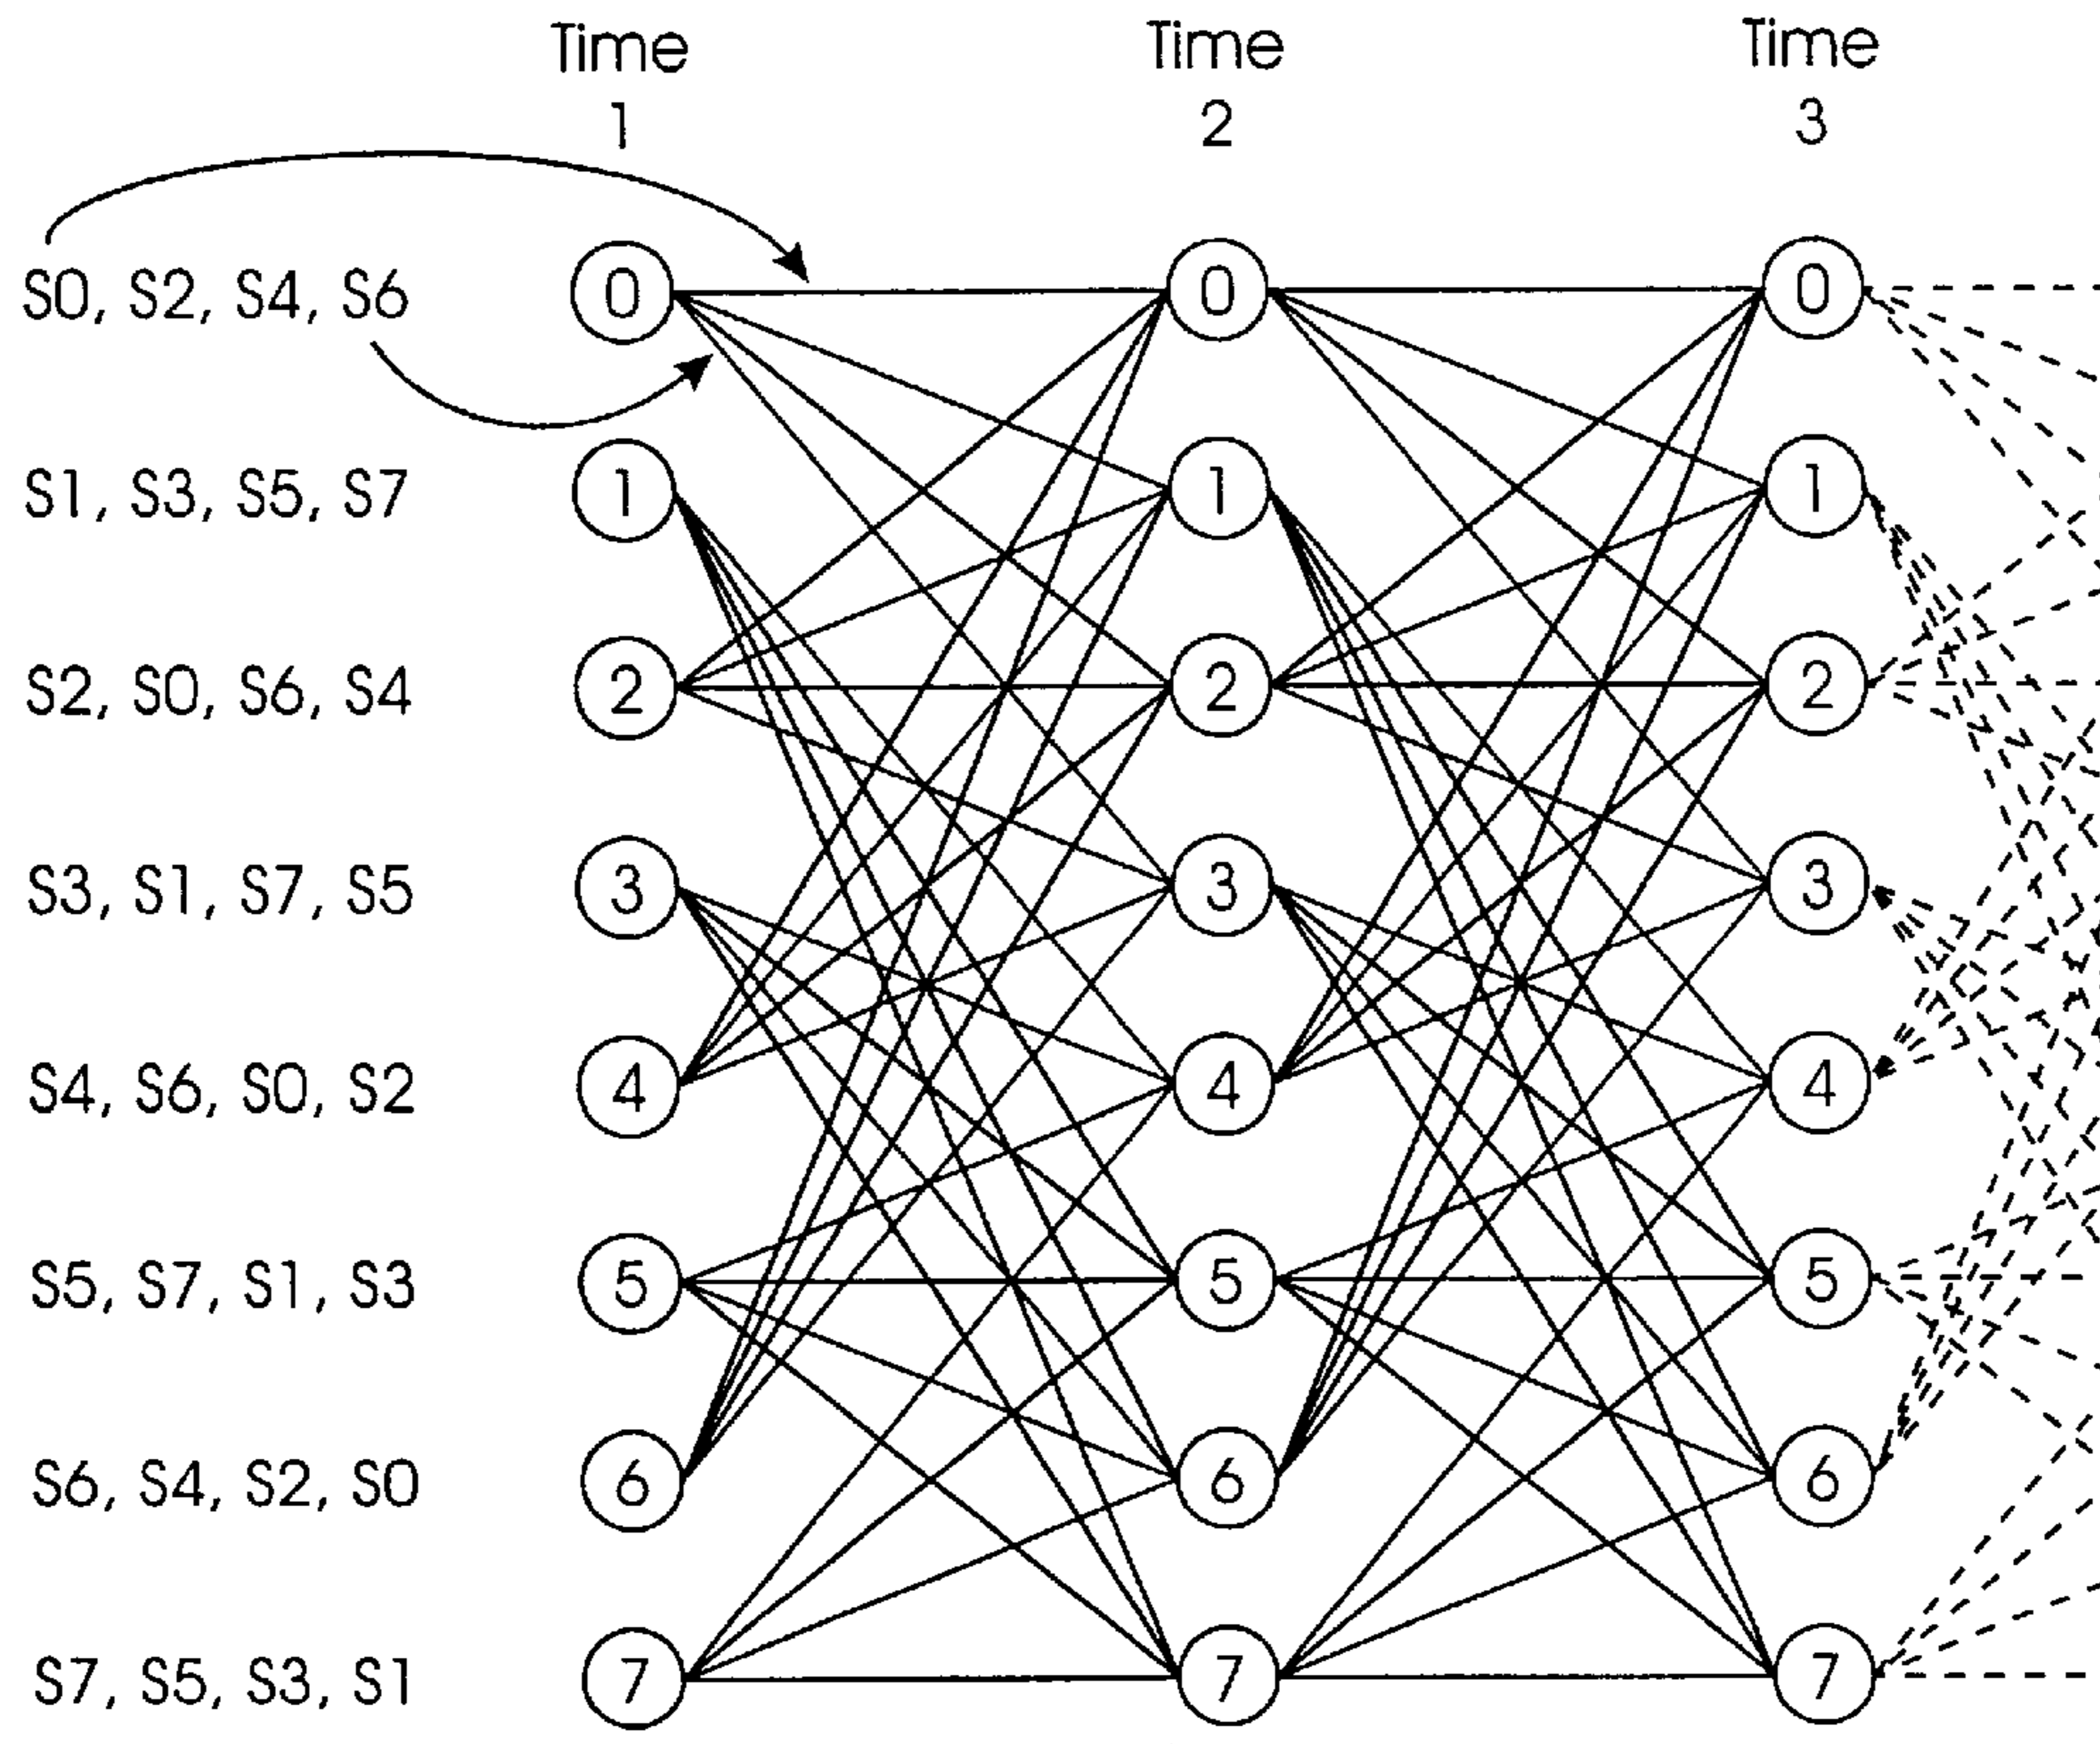 Time Time Time
1 2 3
S0, S2, S4, S6 0 0 0
S1, S3, S5, S7 1 1 1
S2, S0, S6, S4 2 2 2
S3, S1, S7, S5 3 3 3
S4, S6, S0, S2 4 4 4
S5, S7, S1, S3 5 5 5
S6, S4, S2, S0 6 6 6
S7, S5, S3, S1 7 7 7